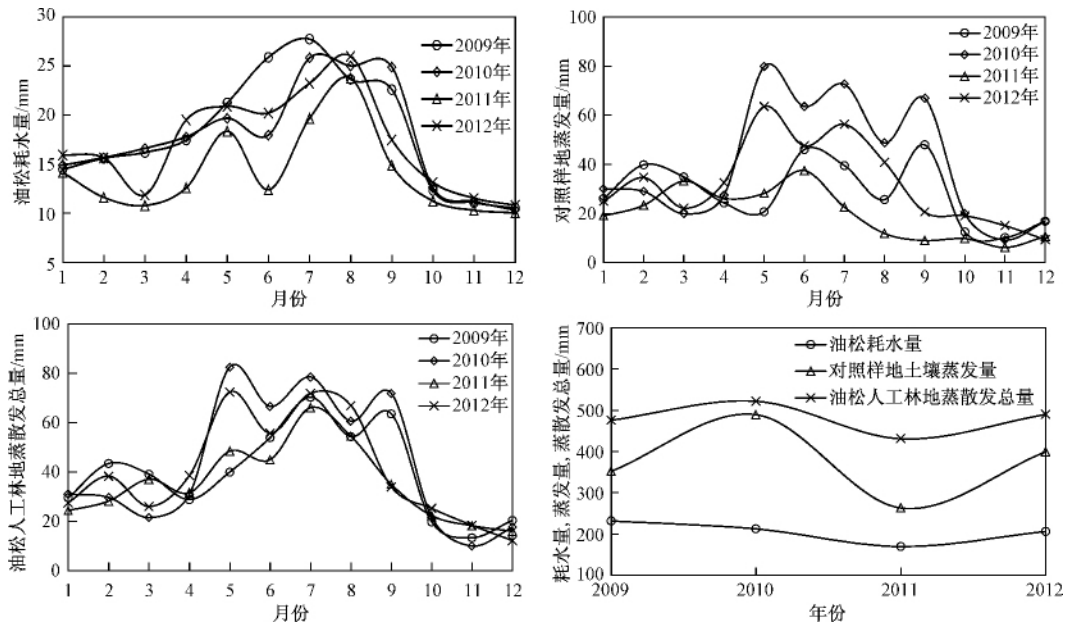 油松耗水量/mm
30
25
20
15
10
5
2009年
2010年
2011年
2012年
1 2 3 4 5 6 7 8 9 10 11 12
月份
对照样地蒸发量/mm
100
80
60
40
20
0
2009年
2010年
2011年
2012年
1 2 3 4 5 6 7 8 9 10 11 12
月份
油松人工林地蒸散发总量/mm
100
80
60
40
20
0
2009年
2010年
2011年
2012年
1 2 3 4 5 6 7 8 9 10 11 12
月份
耗水量,蒸发量,蒸散发总量/mm
700
600
500
400
300
200
100
油松耗水量
对照样地土壤蒸发量
油松人工林地蒸散发总量
2009 2010 2011 2012
年份